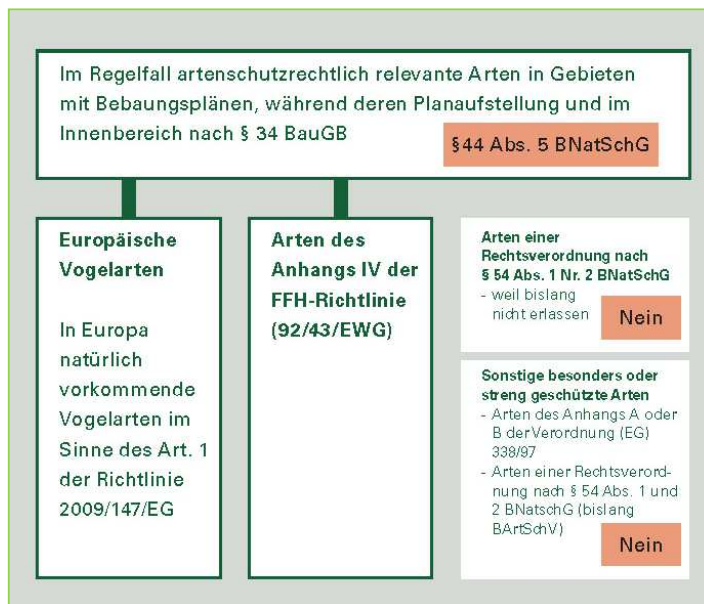 Im Regelfall artenschutzrechtlich relevante Arten in Gebieten
mit Bebaungsplänen, während deren Planaufstellung und im
Innenbereich nach § 34 BauGB
§44 Abs. 5 BNatSchG
Europäische
Vogelarten
In Europa
natürlich
vorkommende
Vogelarten im
Sinne des Art. 1
der Richtlinie
2009/147/EG
Arten des
Anhangs IV der
FFH-Richtlinie
(92/43/EWG)
Arten einer
Rechtsverordnung nach
§ 54 Abs. 1 Nr. 2 BNatSchG
- weil bislang
nicht erlassen
Nein
Sonstige besonders oder
streng geschützte Arten
- Arten des Anhangs A oder
B der Verordnung (EG)
338/97
- Arten einer Rechtsverord-
nung nach § 54 Abs. 1 und
2 BNatschG (bislang
BArtSchV)
Nein